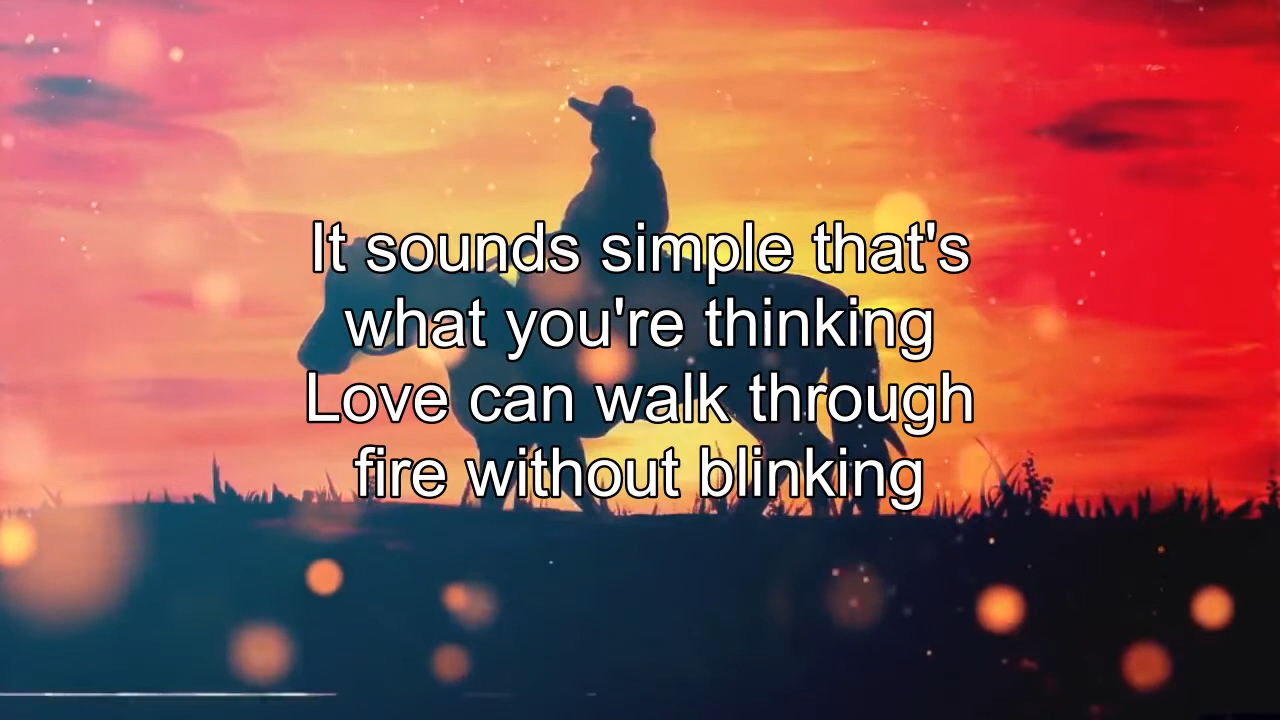 It sounds simple that's
what you're thinking
Love can walk through
fire without blinking